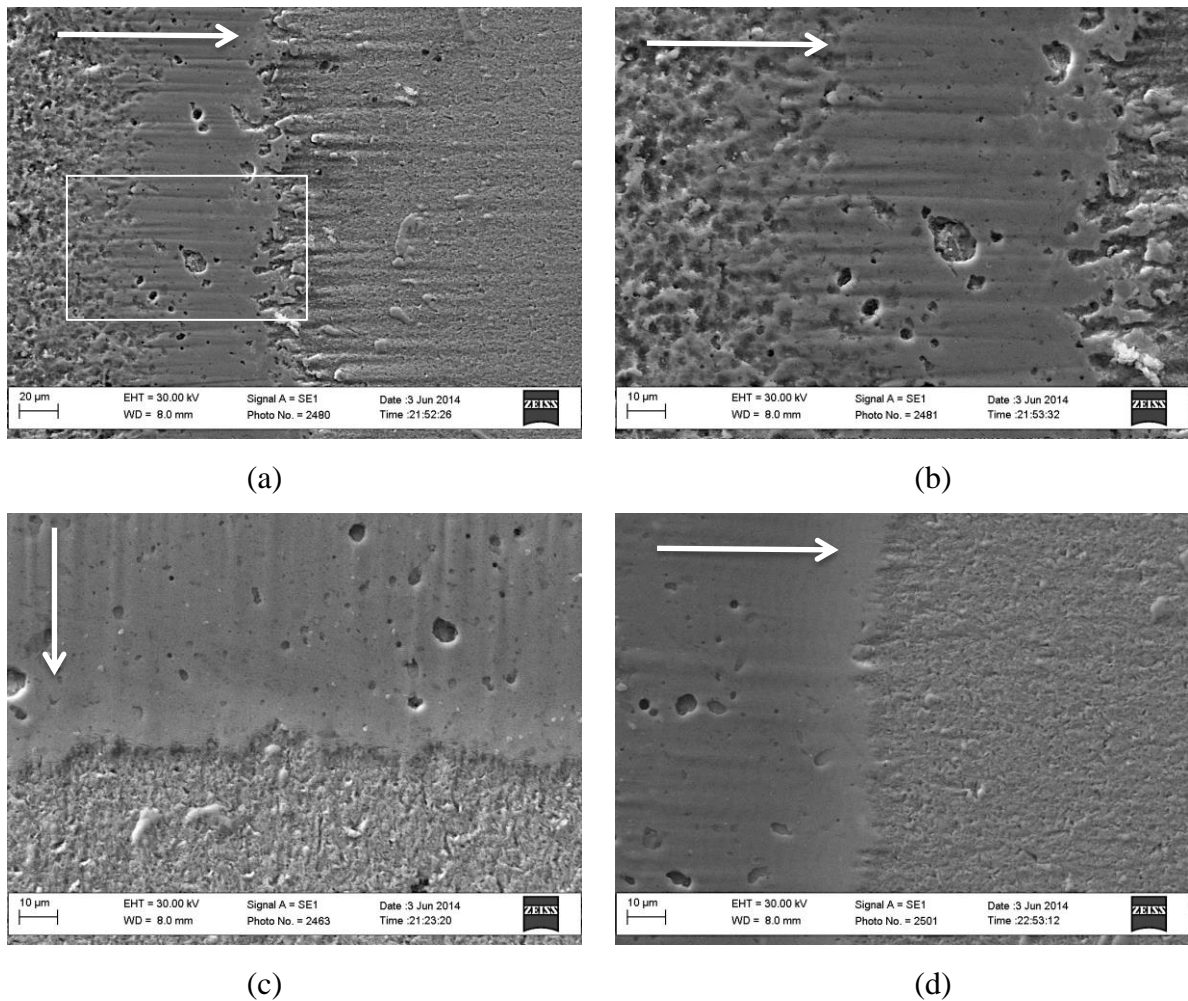 20 µm
EHT = 30.00 kV
Signal A = SE1
Date :3 Jun 2014
WD = 8.0 mm
Photo No. = 2480
Time :21:52:26
ZEISS
10 µm
EHT = 30.00 kV
Signal A = SE1
Date :3 Jun 2014
WD = 8.0 mm
Photo No. = 2481
Time :21:53:32
ZEISS
(a)
(b)
10 µm
EHT = 30.00 kV
Signal A = SE1
Date :3 Jun 2014
WD = 8.0 mm
Photo No. = 2463
Time :21:23:20
ZEISS
10 µm
EHT = 30.00 kV
Signal A = SE1
Date :3 Jun 2014
WD = 8.0 mm
Photo No. = 2501
Time :22:53:12
ZEISS
(c)
(d)